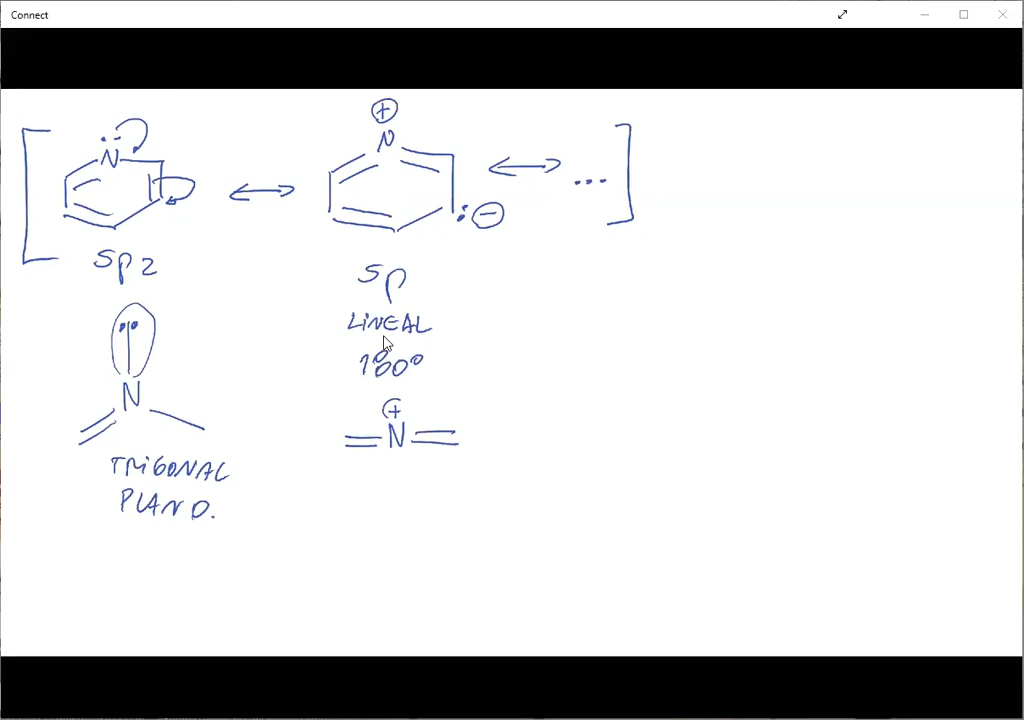 Connect
N
⊕
N
⊖
...
sp2
sp
LINEAL
180°
N
⊕
N
TRIGONAL
PLANO.